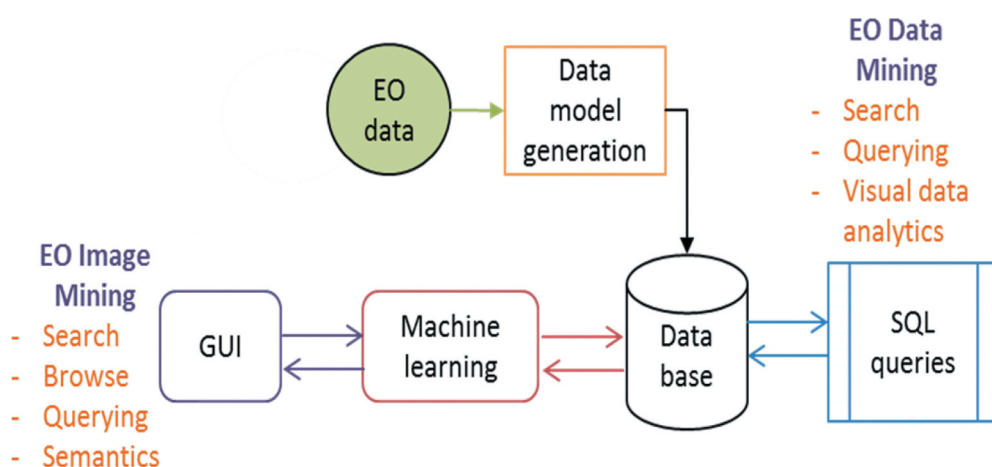 EO
data
Data
model
generation
EO Data
Mining
- Search
- Querying
- Visual data
analytics
EO Image
Mining
- Search
- Browse
- Querying
- Semantics
GUI
Machine
learning
Data
base
SQL
queries